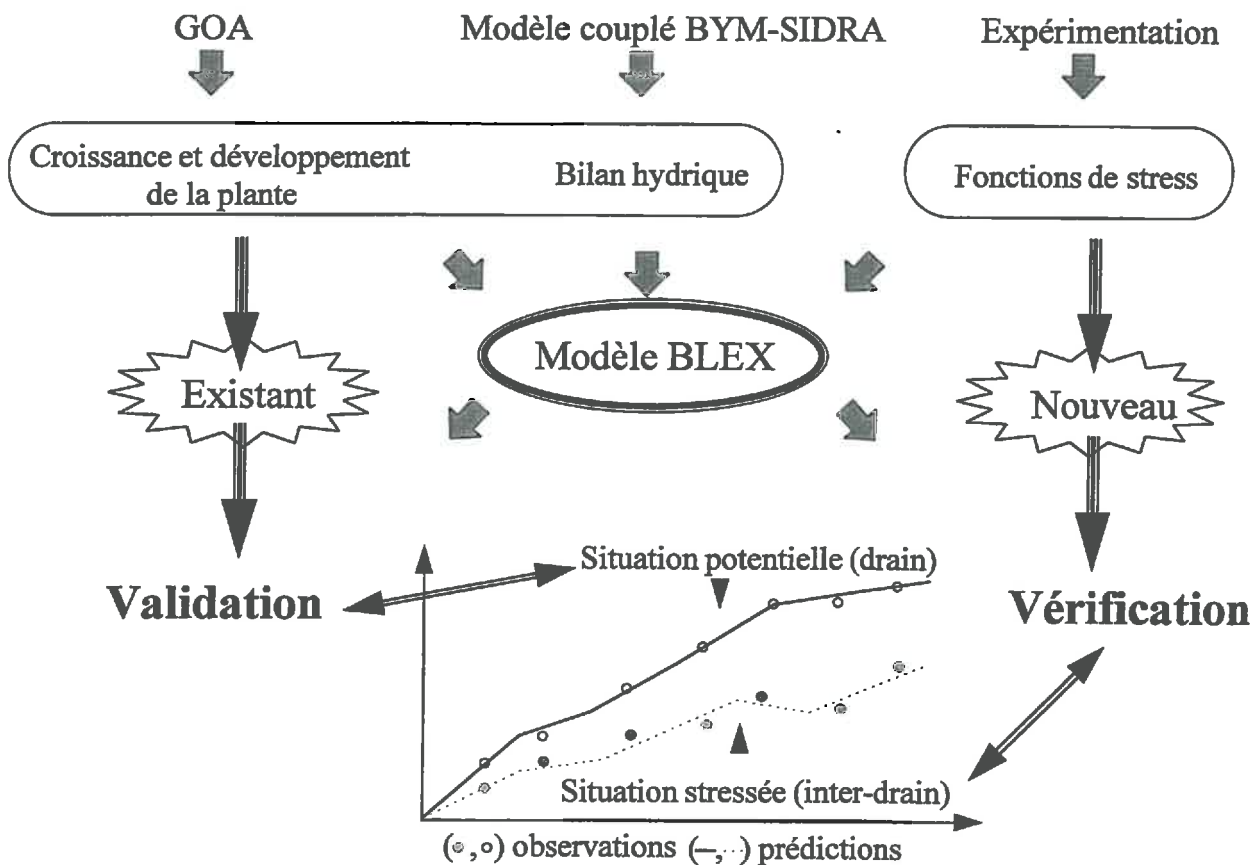 GOA
Modèle couplé BYM-SIDRA
Expérimentation
Croissance et développement
de la plante
Bilan hydrique
Fonctions de stress
Modèle BLEX
Existant
Nouveau
Situation potentielle (drain)
Validation
Vérification
Situation stressée (inter-drain)
(●,○) observations (—,···) prédictions